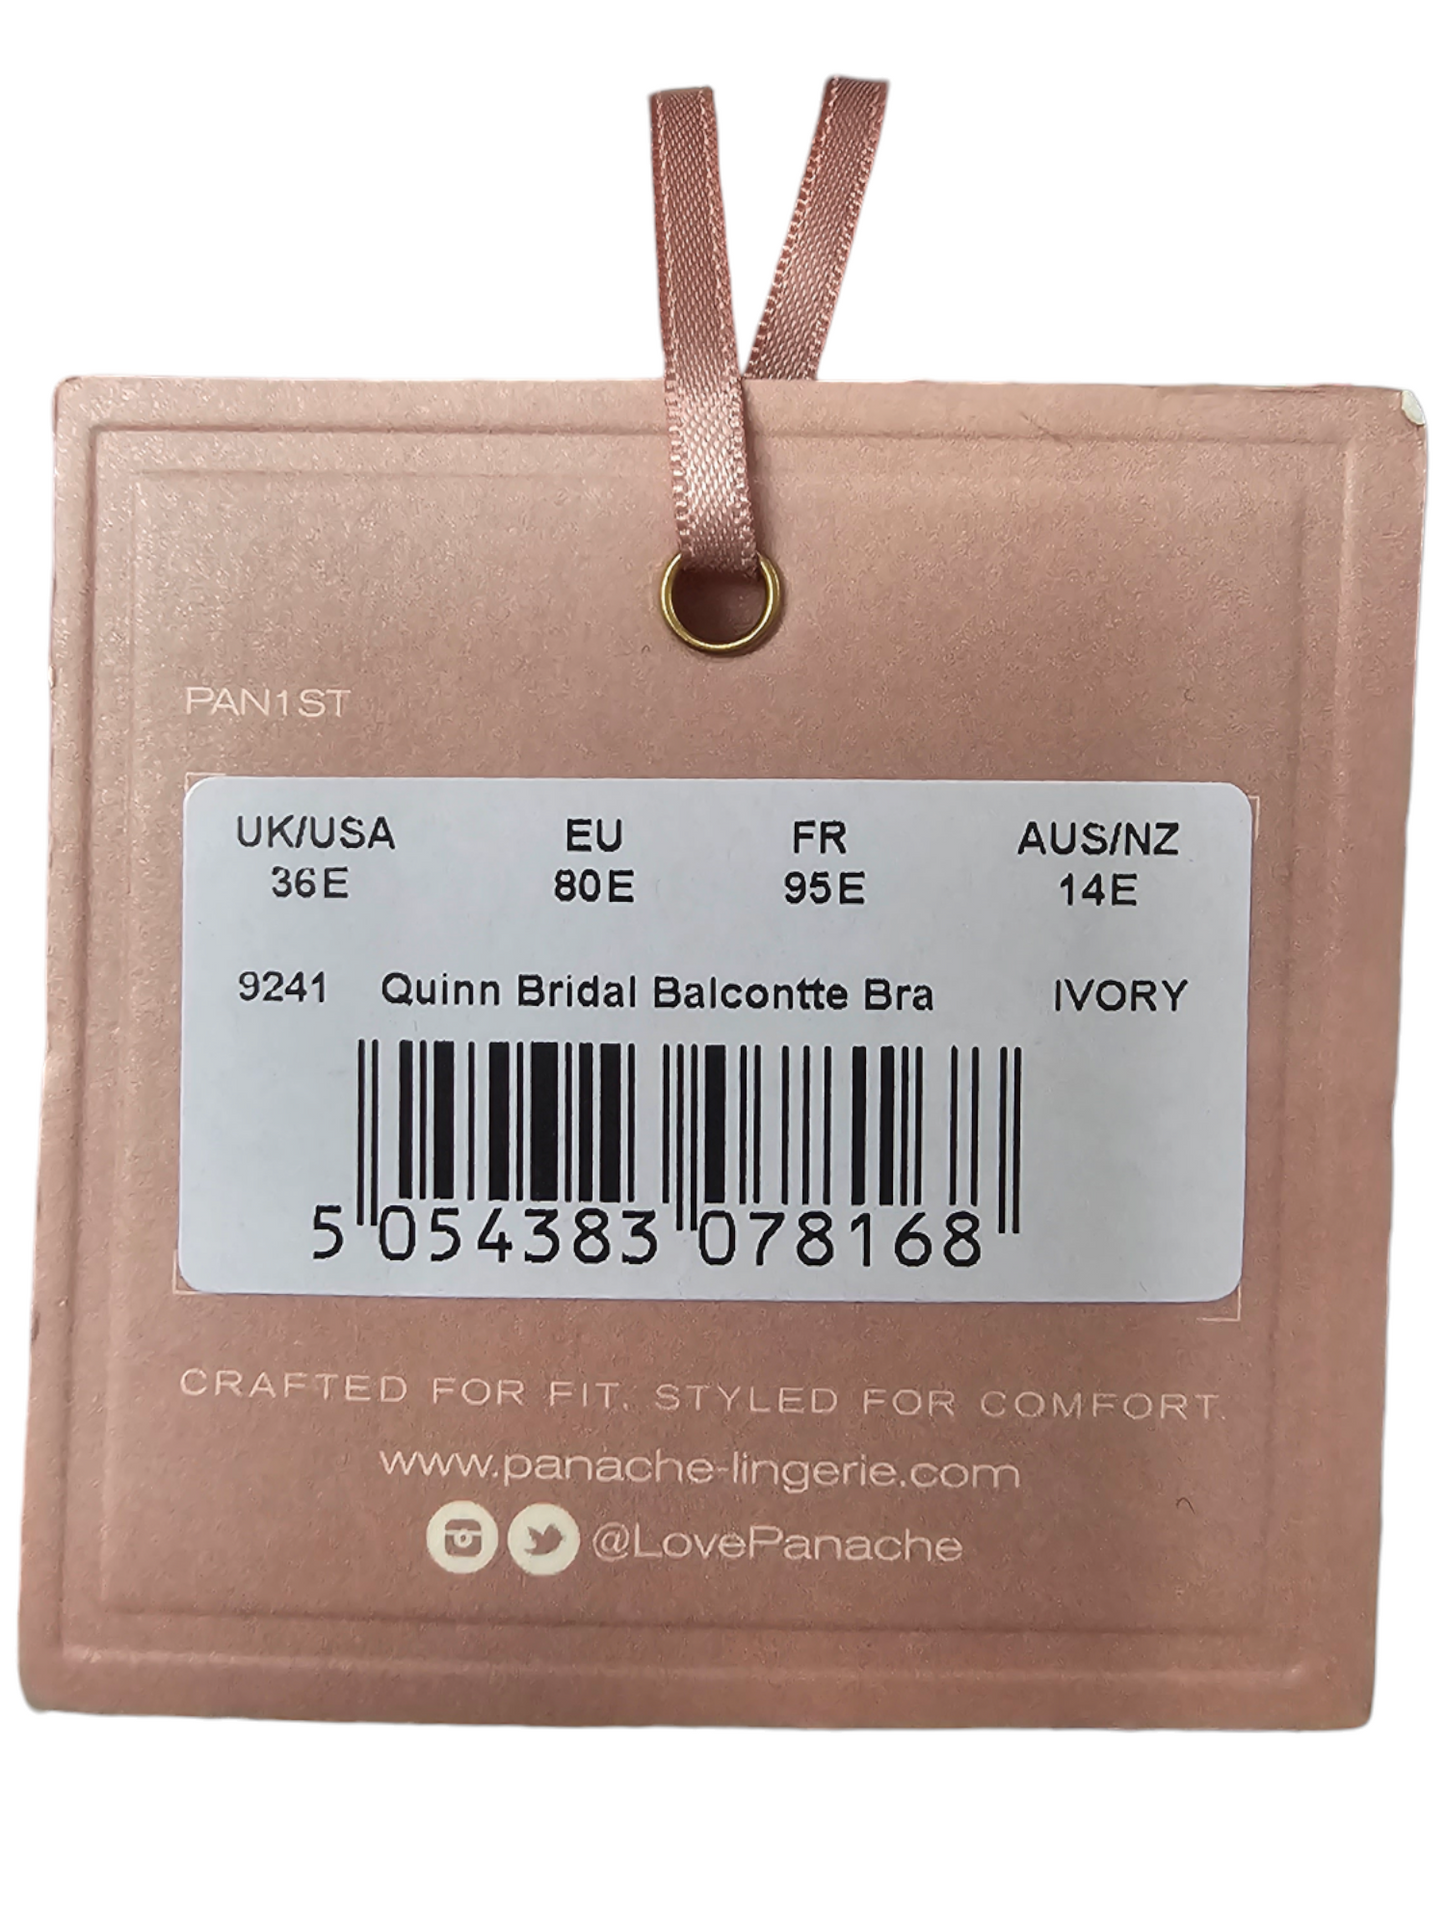 PAN1ST
UK/USA EU FR AUS/NZ
36E 80E 95E 14E
9241 Quinn Bridal Balcontte Bra IVORY
5 054383 078168
CRAFTED FOR FIT. STYLED FOR COMFORT.
www.panache-lingerie.com
@LovePanache